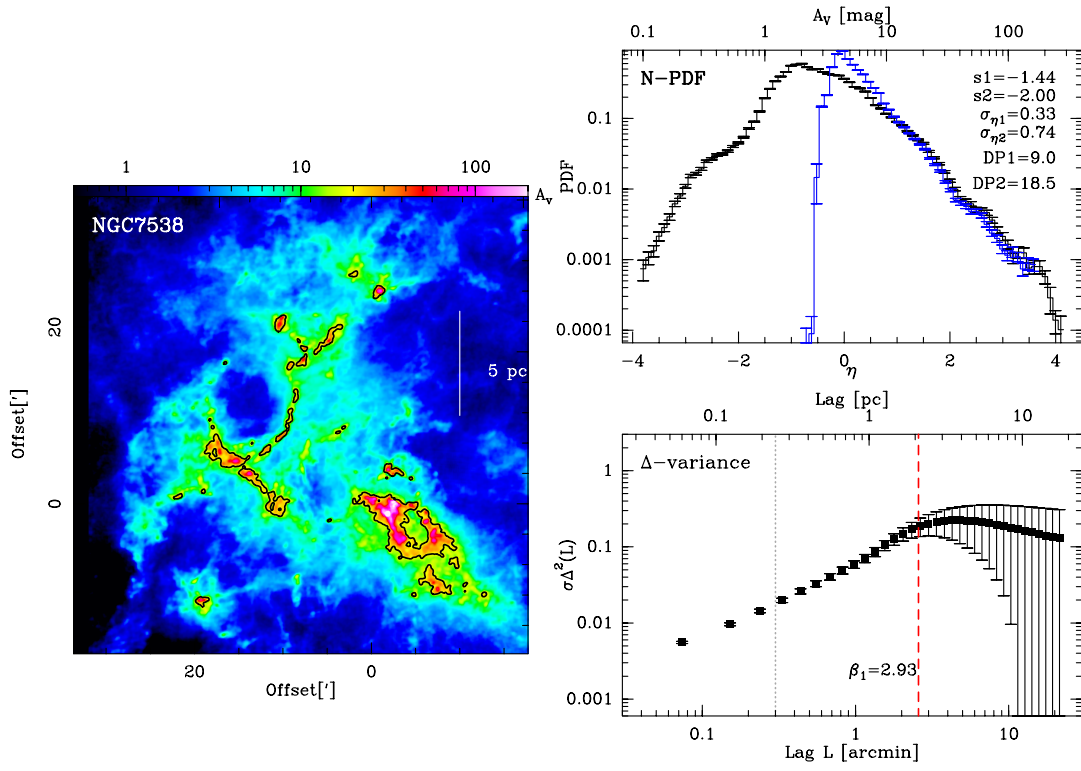 1 10 100 A_V
NGC7538
5 pc
20
0
Offset[']
20 0
Offset[']
A_V [mag]
0.1 1 10 100
N-PDF
s1=−1.44
s2=−2.00
σ_η1=0.33
σ_η2=0.74
DP1=9.0
DP2=18.5
PDF
0.1
0.01
0.001
0.0001
−4 −2 0 2 4
η
Lag [pc]
0.1 1 10
Δ−variance
σΔ²(L)
1
0.1
0.01
0.001
β₁=2.93
0.1 1 10
Lag L [arcmin]